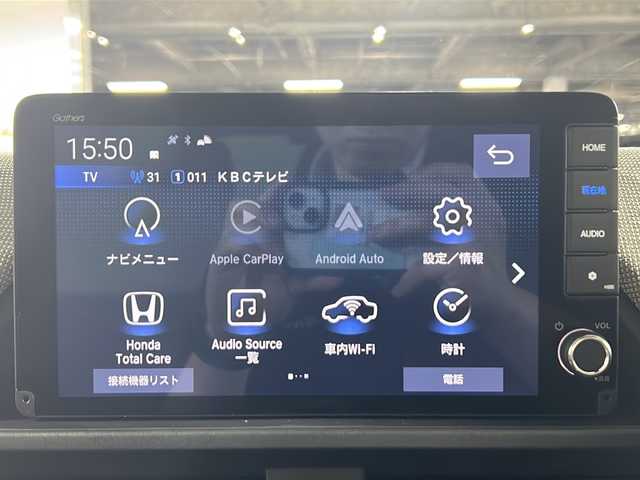 Gathers
15:50
HOME
TV 31 1 011 KBCテレビ
現在地
ナビメニュー Apple CarPlay Android Auto 設定／情報
AUDIO
Honda Total Care
Audio Source 一覧
車内Wi-Fi
時計
VOL
接続機器リスト
電話